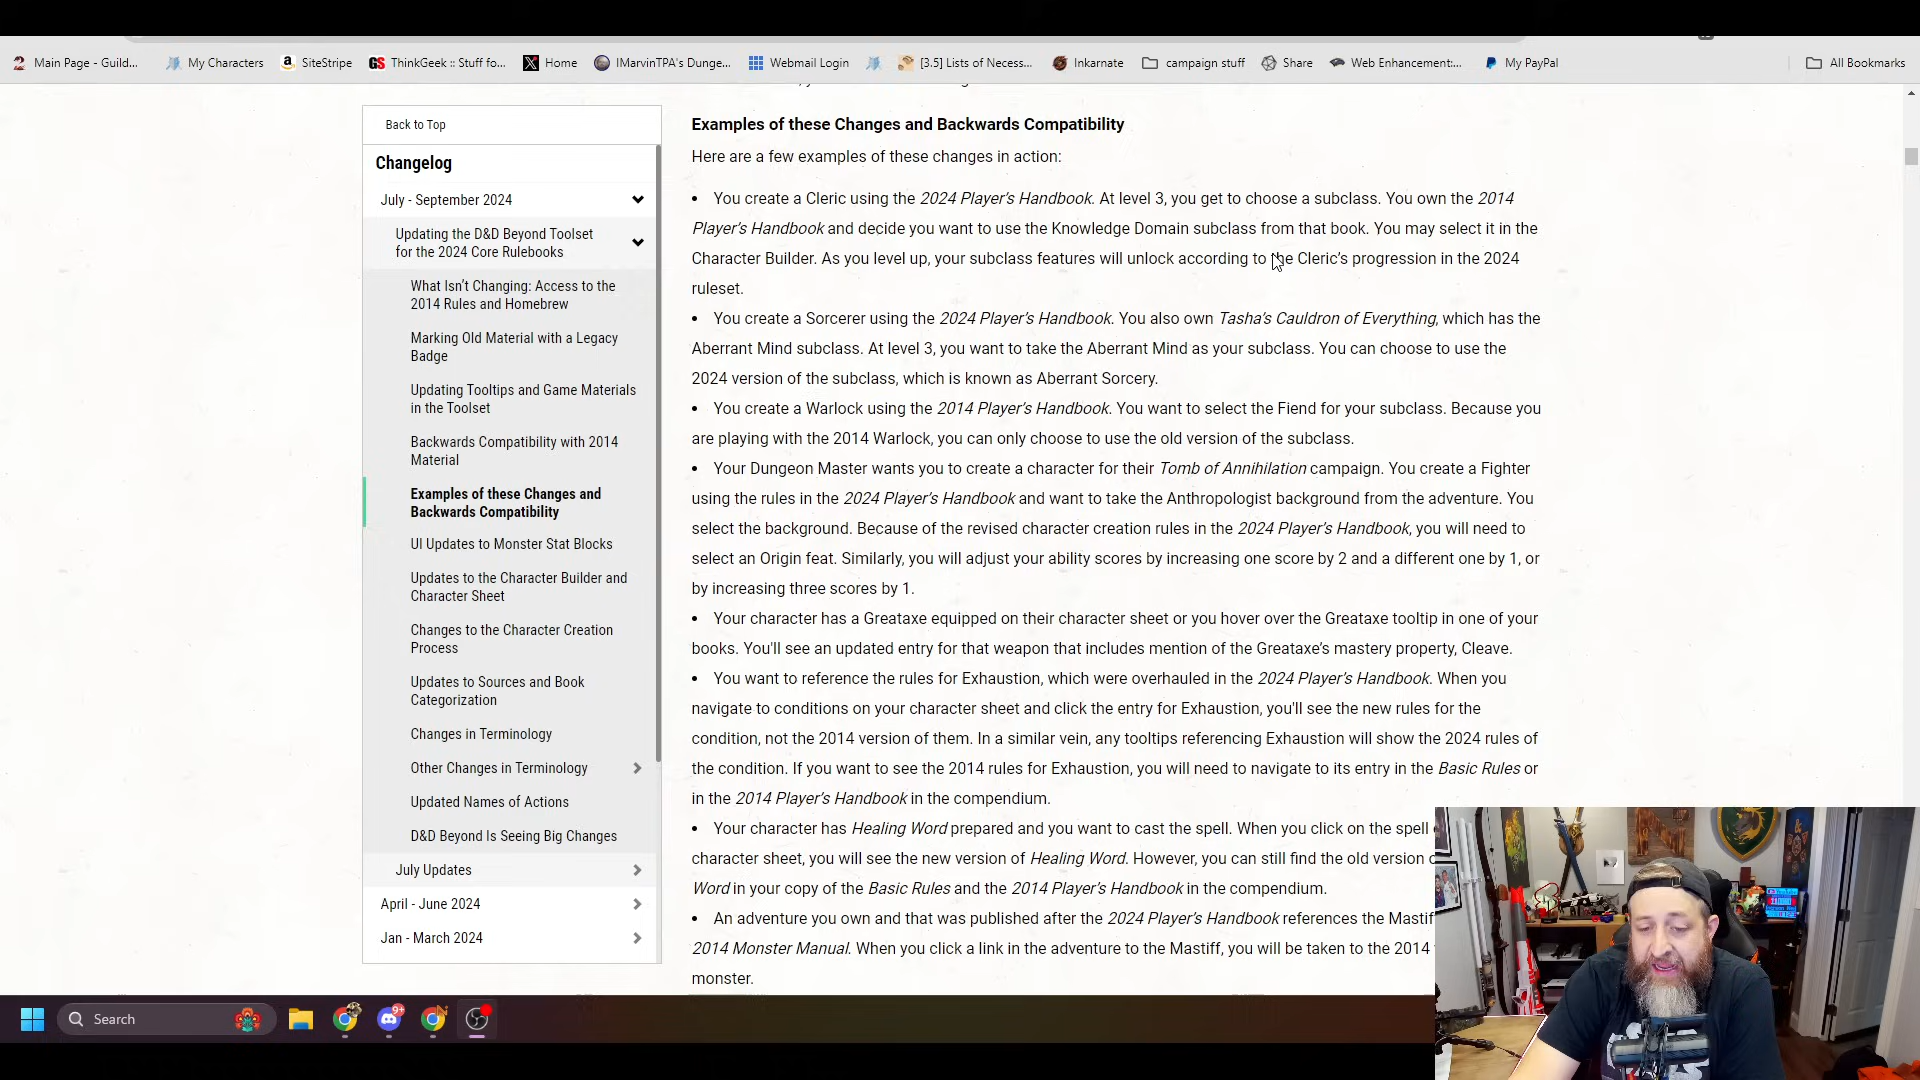 Main Page - Guild...
My Characters
SiteStripe
GS ThinkGeek :: Stuff fo...
Home
IMarvinTPA's Dunge...
Webmail Login
[3.5] Lists of Necess...
Inkarnate
campaign stuff
Share
Web Enhancement:...
My PayPal
All Bookmarks
Back to Top
Changelog
July - September 2024
Updating the D&D Beyond Toolset
for the 2024 Core Rulebooks
What Isn't Changing: Access to the
2014 Rules and Homebrew
Marking Old Material with a Legacy
Badge
Updating Tooltips and Game Materials
in the Toolset
Backwards Compatibility with 2014
Material
Examples of these Changes and
Backwards Compatibility
UI Updates to Monster Stat Blocks
Updates to the Character Builder and
Character Sheet
Changes to the Character Creation
Process
Updates to Sources and Book
Categorization
Changes in Terminology
Other Changes in Terminology
Updated Names of Actions
D&D Beyond Is Seeing Big Changes
July Updates
April - June 2024
Jan - March 2024
Examples of these Changes and Backwards Compatibility
Here are a few examples of these changes in action:
• You create a Cleric using the 2024 Player's Handbook. At level 3, you get to choose a subclass. You own the 2014
Player's Handbook and decide you want to use the Knowledge Domain subclass from that book. You may select it in the
Character Builder. As you level up, your subclass features will unlock according to the Cleric's progression in the 2024
ruleset.
• You create a Sorcerer using the 2024 Player's Handbook. You also own Tasha's Cauldron of Everything, which has the
Aberrant Mind subclass. At level 3, you want to take the Aberrant Mind as your subclass. You can choose to use the
2024 version of the subclass, which is known as Aberrant Sorcery.
• You create a Warlock using the 2014 Player's Handbook. You want to select the Fiend for your subclass. Because you
are playing with the 2014 Warlock, you can only choose to use the old version of the subclass.
• Your Dungeon Master wants you to create a character for their Tomb of Annihilation campaign. You create a Fighter
using the rules in the 2024 Player's Handbook and want to take the Anthropologist background from the adventure. You
select the background. Because of the revised character creation rules in the 2024 Player's Handbook, you will need to
select an Origin feat. Similarly, you will adjust your ability scores by increasing one score by 2 and a different one by 1, or
by increasing three scores by 1.
• Your character has a Greataxe equipped on their character sheet or you hover over the Greataxe tooltip in one of your
books. You'll see an updated entry for that weapon that includes mention of the Greataxe's mastery property, Cleave.
• You want to reference the rules for Exhaustion, which were overhauled in the 2024 Player's Handbook. When you
navigate to conditions on your character sheet and click the entry for Exhaustion, you'll see the new rules for the
condition, not the 2014 version of them. In a similar vein, any tooltips referencing Exhaustion will show the 2024 rules of
the condition. If you want to see the 2014 rules for Exhaustion, you will need to navigate to its entry in the Basic Rules or
in the 2014 Player's Handbook in the compendium.
• Your character has Healing Word prepared and you want to cast the spell. When you click on the spell
character sheet, you will see the new version of Healing Word. However, you can still find the old version
Word in your copy of the Basic Rules and the 2014 Player's Handbook in the compendium.
• An adventure you own and that was published after the 2024 Player's Handbook references the Mastif
2014 Monster Manual. When you click a link in the adventure to the Mastiff, you will be taken to the 2014
monster.
Search
9+